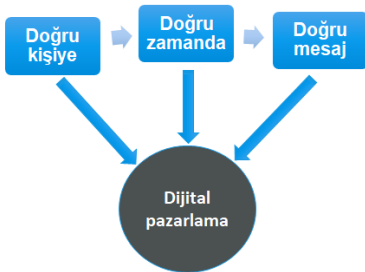 Doğru
kişiye
Doğru
zamanda
Doğru
mesaj
Dijital
pazarlama